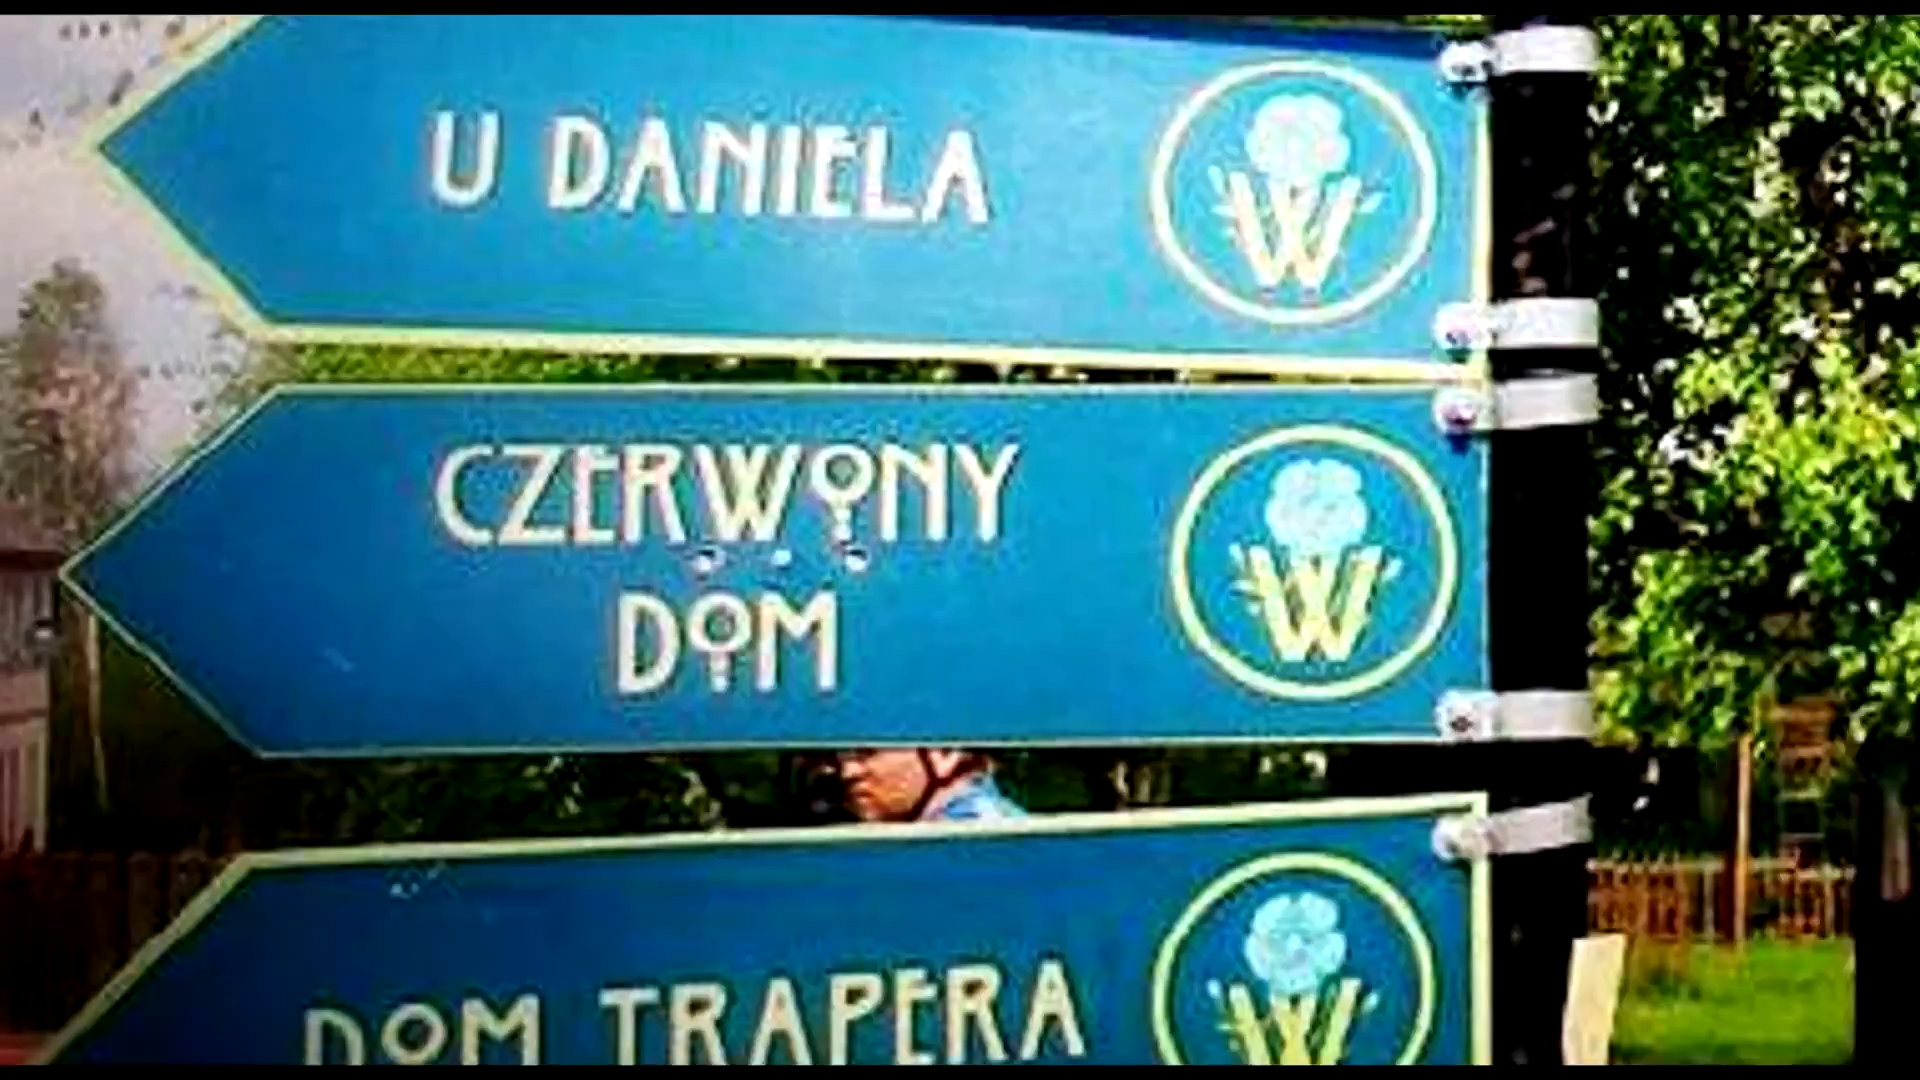 U DANIELA
W
CZERWONY
DOM
W
DOM TRAPERA
W